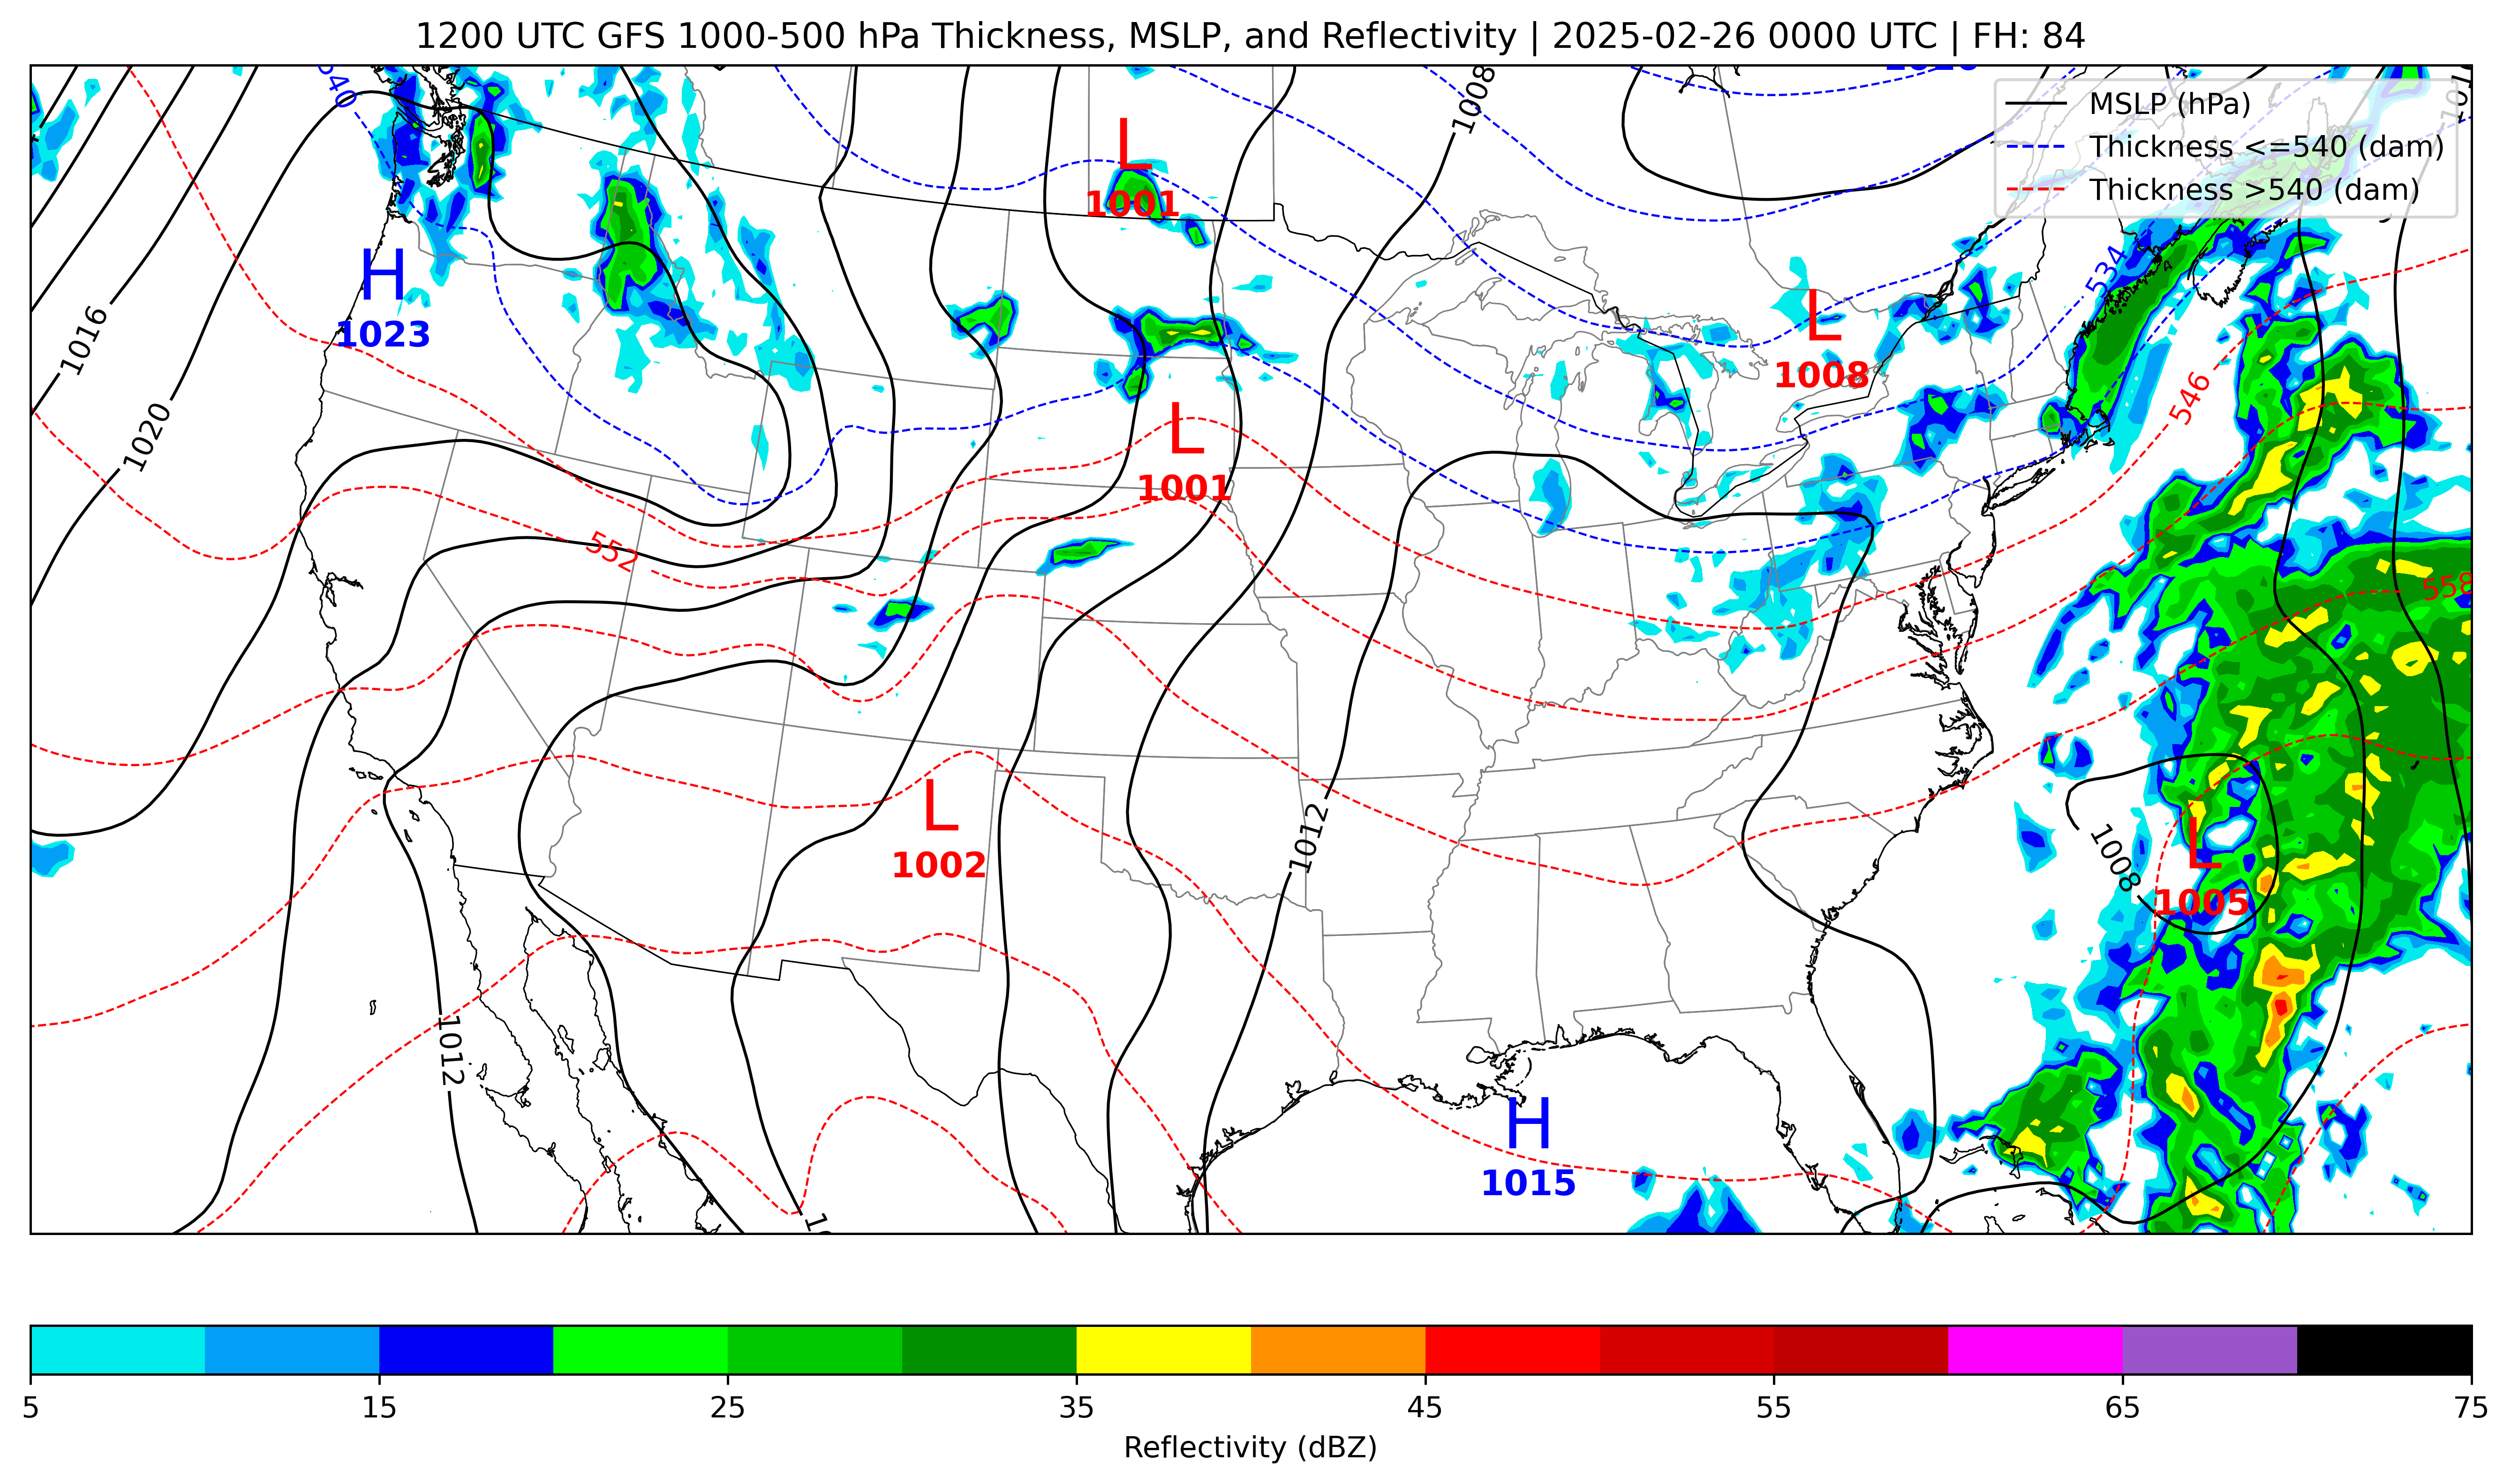 1200 UTC GFS 1000-500 hPa Thickness, MSLP, and Reflectivity | 2025-02-26 0000 UTC | FH: 84
MSLP (hPa)
Thickness <=540 (dam)
Thickness >540 (dam)
540
1008
L
1001
H
1023
534
L
1008
1016
546
1020
L
1001
552
558
L
1002
1012
1008
L
1005
1012
H
1015
5
15
25
35
45
55
65
75
Reflectivity (dBZ)